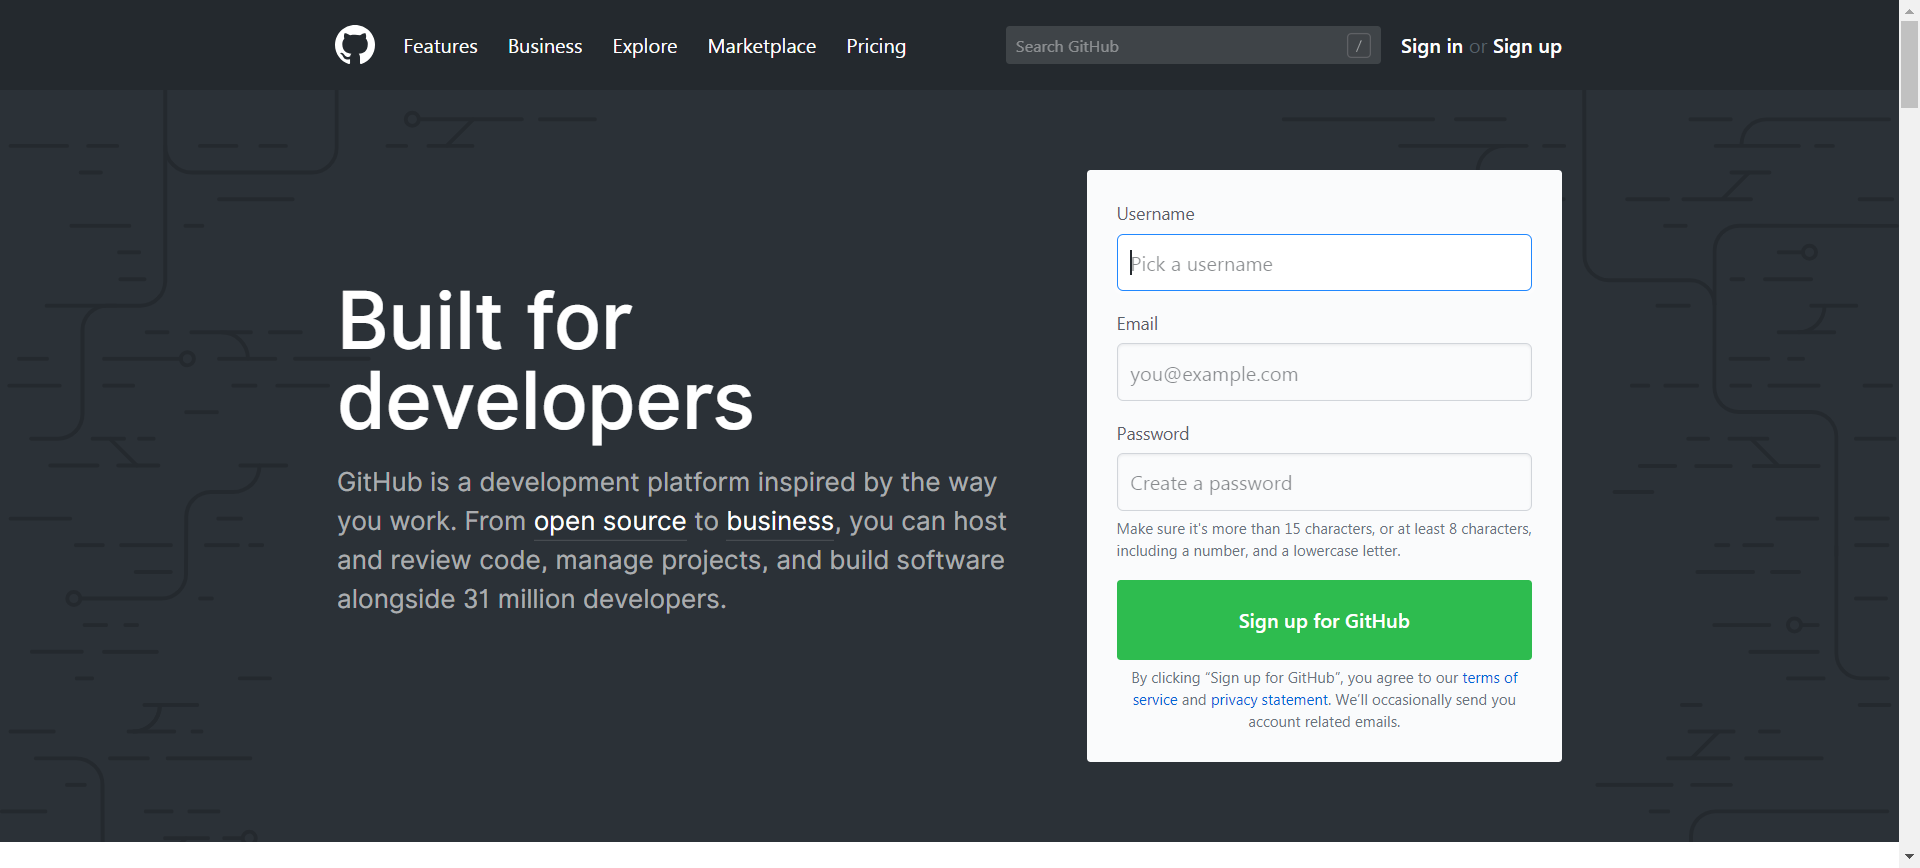 Features Business Explore Marketplace Pricing Search GitHub / Sign in or Sign up
Built for
developers
GitHub is a development platform inspired by the way
you work. From open source to business, you can host
and review code, manage projects, and build software
alongside 31 million developers.
Username
Pick a username
Email
you@example.com
Password
Create a password
Make sure it's more than 15 characters, or at least 8 characters,
including a number, and a lowercase letter.
Sign up for GitHub
By clicking “Sign up for GitHub”, you agree to our terms of
service and privacy statement. We’ll occasionally send you
account related emails.